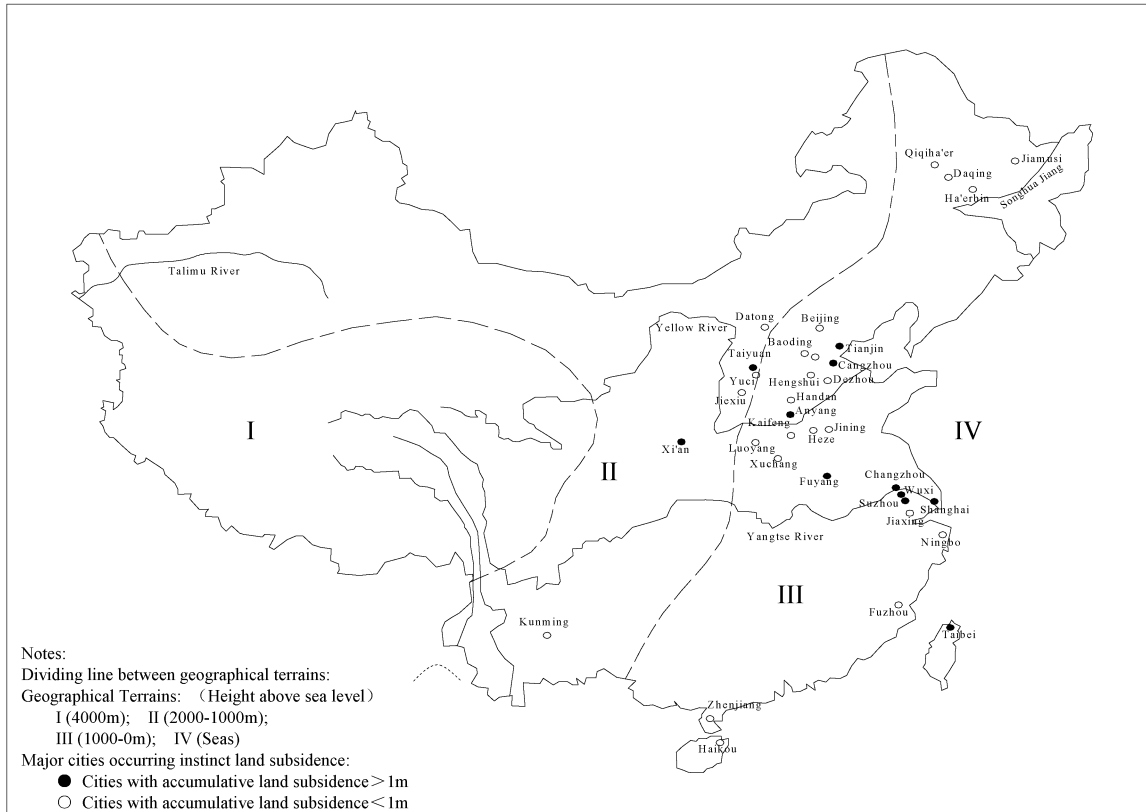 Qiqiha'er
Jiamusi
Daqing
Ha'erbin
Songhua Jiang
Talimu River
Datong
Beijing
Yellow River
Baoding
Tianjin
Taiyuan
Cangzhou
Yuci
Hengshui
Dezhou
Jiexiu
Handan
Anyang
Kaifeng
I
Jining
IV
Heze
Xi'an
Luoyang
II
Xuchang
Changzhou
Fuyang
Wuxi
Suzhou
Shanghai
Jiaxing
Yangtse River
Ningbo
III
Fuzhou
Kunming
Taibei
Notes:
Dividing line between geographical terrains:
Geographical Terrains: （Height above sea level）
I (4000m); II (2000-1000m);
Zhenjiang
III (1000-0m); IV (Seas)
Haikou
Major cities occurring instinct land subsidence:
Cities with accumulative land subsidence＞1m
Cities with accumulative land subsidence＜1m